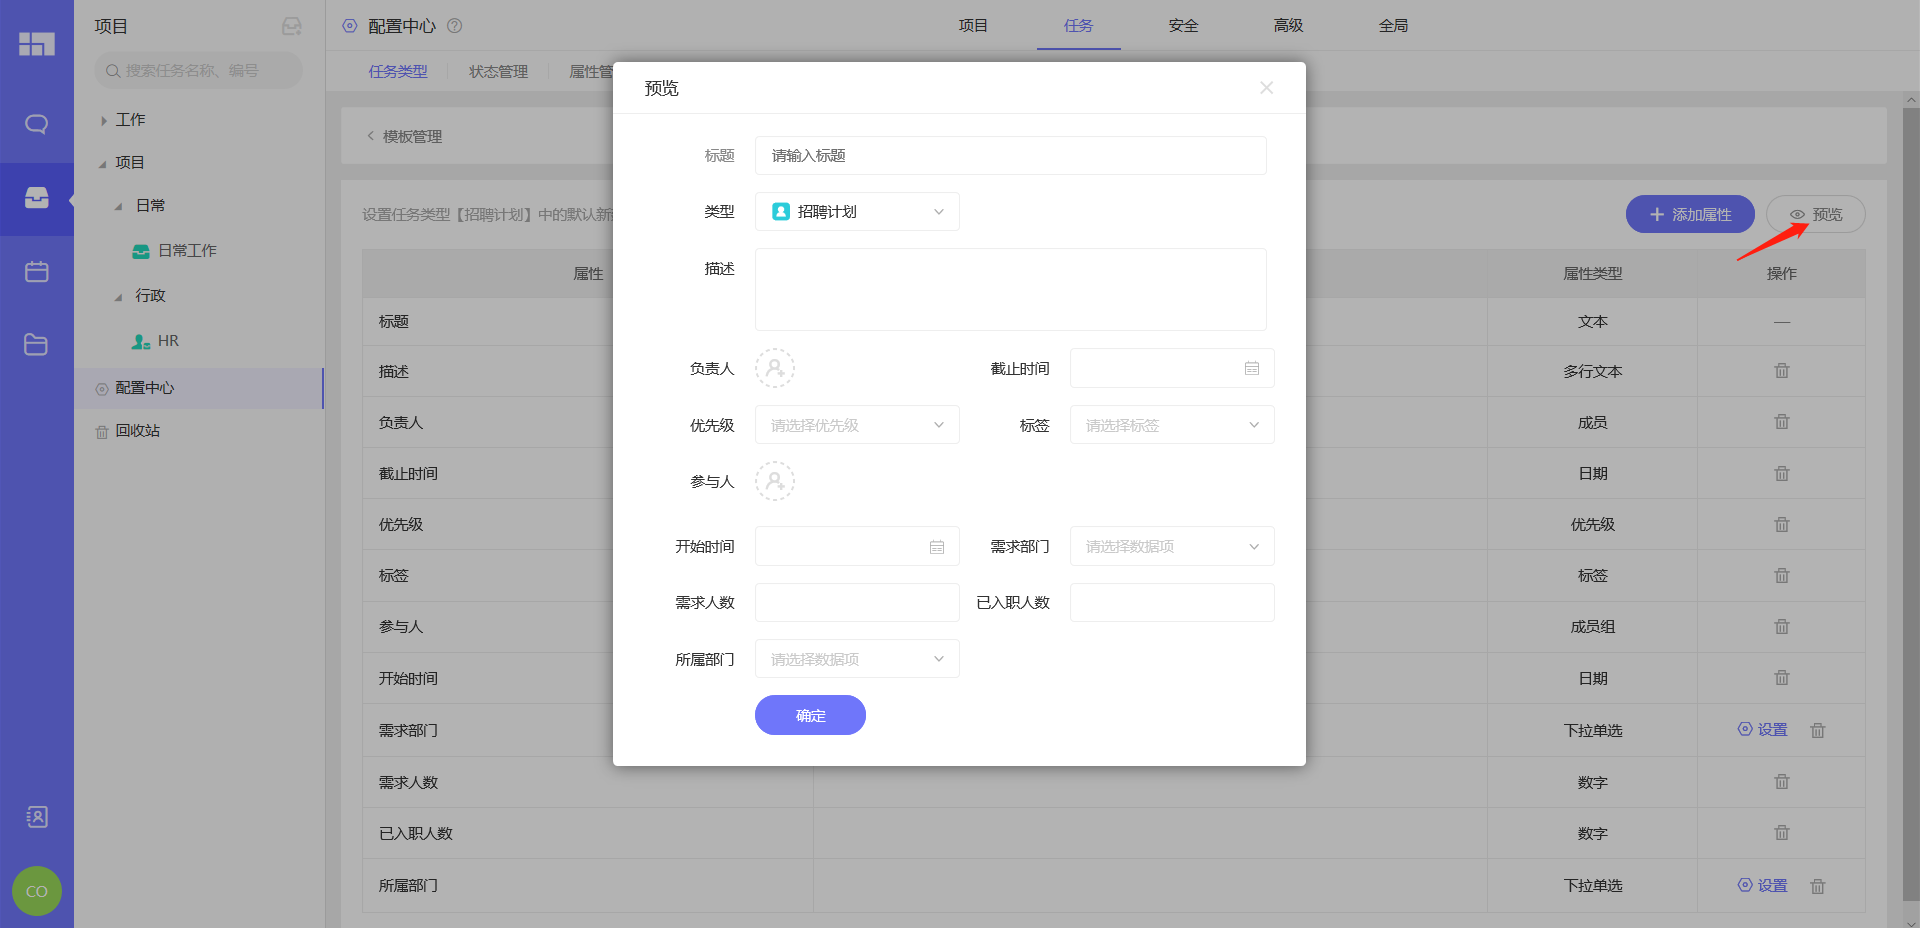 项目
搜索任务名称、编号
工作
项目
日常
日常工作
行政
HR
配置中心
回收站
CO
配置中心
项目 任务 安全 高级 全局
任务类型 状态管理 属性管
模板管理
设置任务类型【招聘计划】中的默认新
添加属性 预览
属性 属性类型 操作
标题 文本 —
描述 多行文本
负责人 成员
截止时间 日期
优先级 优先级
标签 标签
参与人 成员组
开始时间 日期
需求部门 下拉单选 设置
需求人数 数字
已入职人数 数字
所属部门 下拉单选 设置
预览
标题 请输入标题
类型 招聘计划
描述
负责人 截止时间
优先级 请选择优先级 标签 请选择标签
参与人
开始时间 需求部门 请选择数据项
需求人数 已入职人数
所属部门 请选择数据项
确定